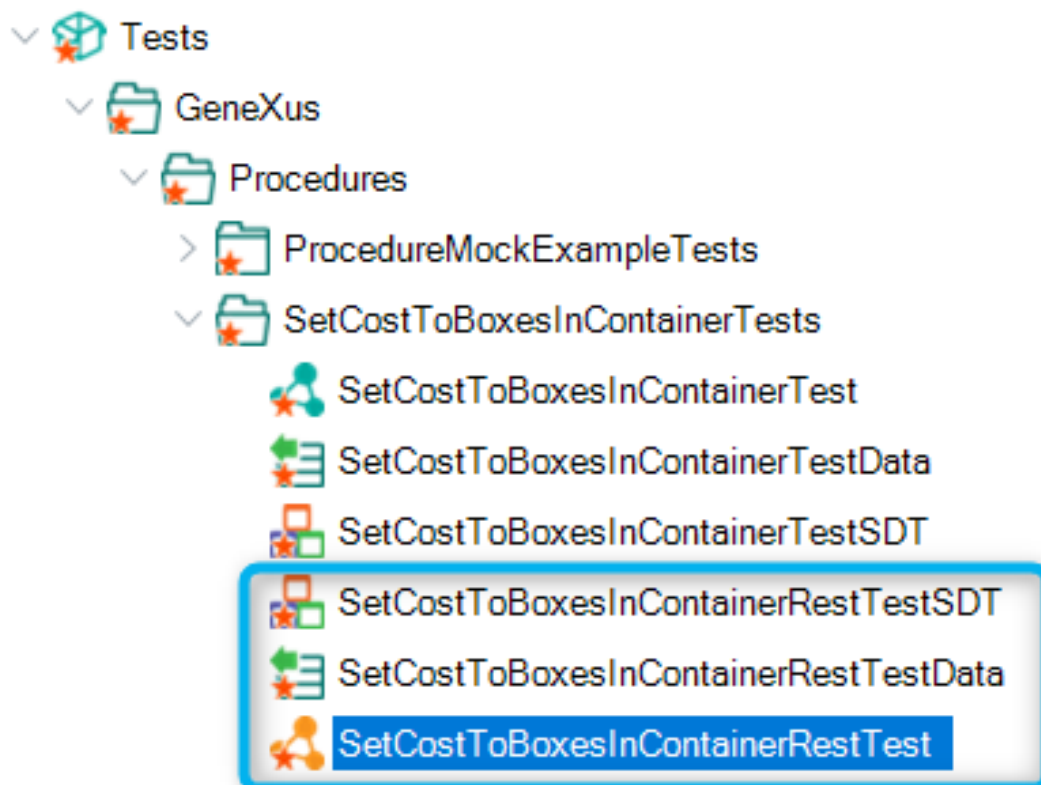 Tests
GeneXus
Procedures
ProcedureMockExampleTests
SetCostToBoxesInContainerTests
SetCostToBoxesInContainerTest
SetCostToBoxesInContainerTestData
SetCostToBoxesInContainerTestSDT
SetCostToBoxesInContainerRestTestSDT
SetCostToBoxesInContainerRestTestData
SetCostToBoxesInContainerRestTest